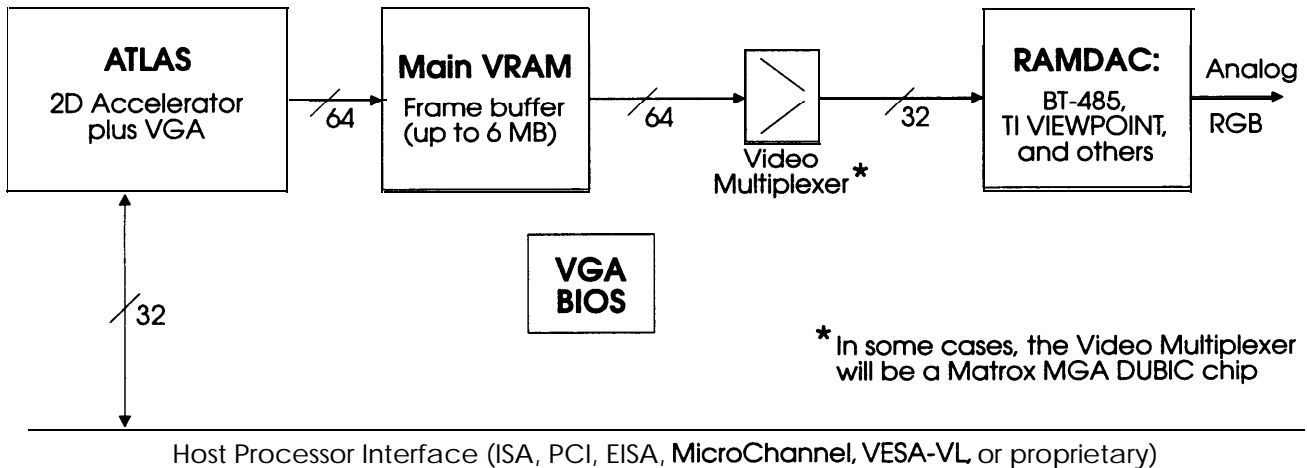 ATLAS
2D Accelerator
plus VGA
64
Main VRAM
Frame buffer
(up to 6 MB)
64
Video
Multiplexer*
32
RAMDAC:
BT-485,
TI VIEWPOINT,
and others
Analog
RGB
32
VGA
BIOS
* In some cases, the Video Multiplexer
will be a Matrox MGA DUBIC chip
Host Processor Interface (ISA, PCI, EISA, MicroChannel, VESA-VL, or proprietary)